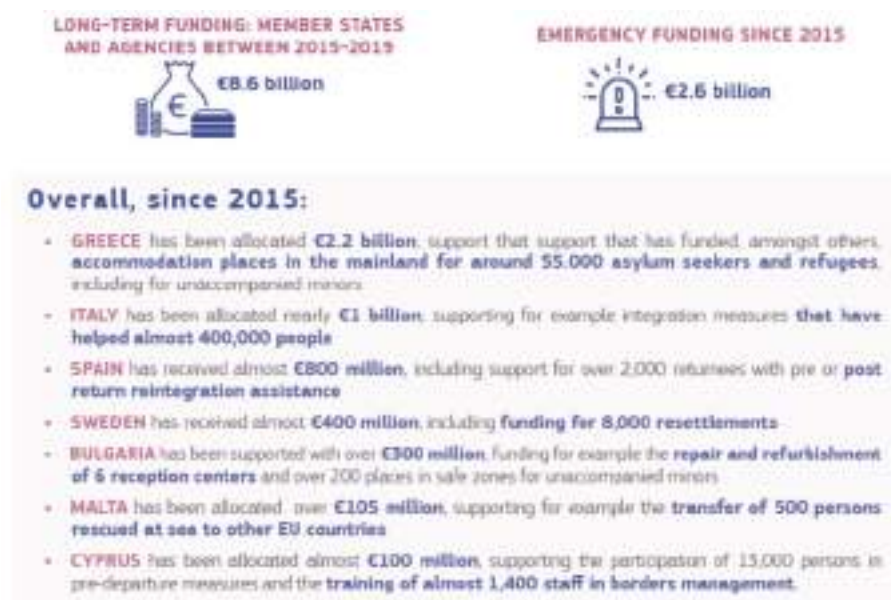 LONG-TERM FUNDING: MEMBER STATES
AND AGENCIES BETWEEN 2015-2019
€8.6 billion
EMERGENCY FUNDING SINCE 2015
€2.6 billion
Overall, since 2015:
• GREECE has been allocated €2.2 billion, support that support that has funded, amongst others,
accommodation places in the mainland for around 55.000 asylum seekers and refugees,
including for unaccompanied minors
• ITALY has been allocated nearly €1 billion, supporting for example integration measures that have
helped almost 400,000 people
• SPAIN has received almost €800 million, including support for over 2,000 returnees with pre or post
return reintegration assistance
• SWEDEN has received almost €400 million, including funding for 8,000 resettlements
• BULGARIA has been supported with over €300 million, funding for example the repair and refurbishment
of 6 reception centers and over 200 places in safe zones for unaccompanied minors
• MALTA has been allocated over €105 million, supporting for example the transfer of 500 persons
rescued at sea to other EU countries
• CYPRUS has been allocated almost €100 million, supporting the participation of 13,000 persons in
pre-departure measures and the training of almost 1,400 staff in borders management.